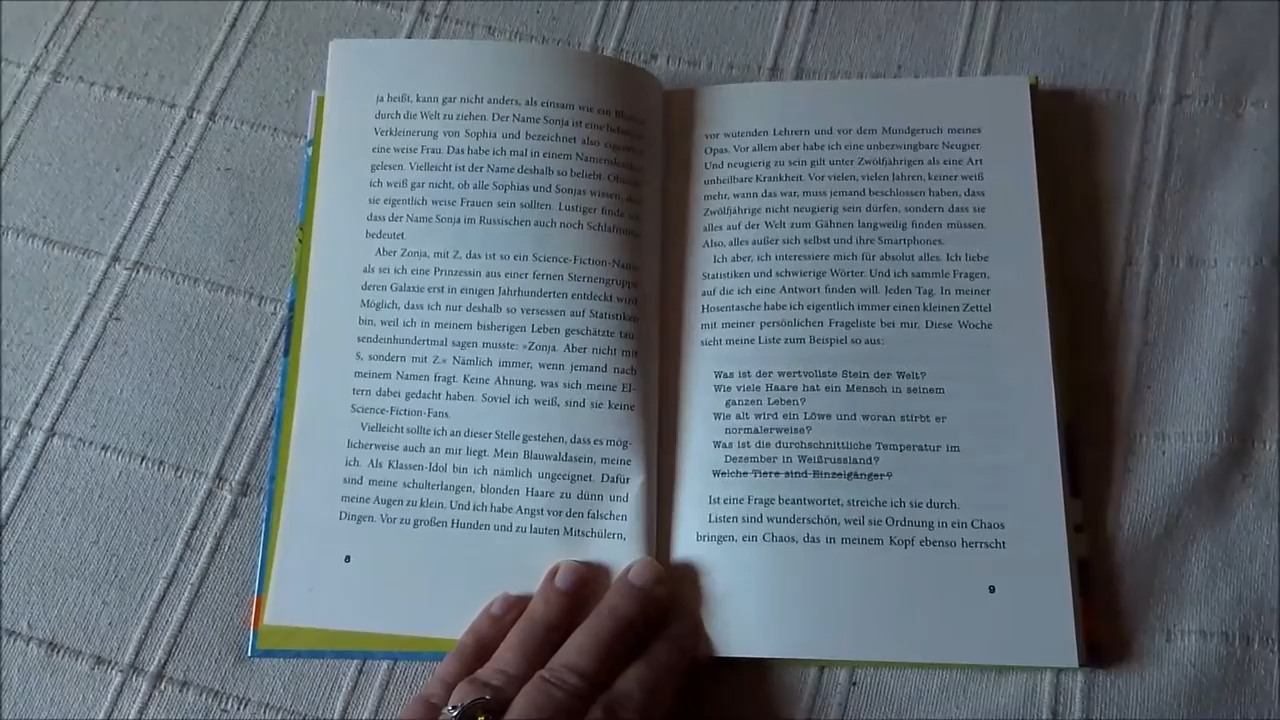 ja heißt, kann gar nicht anders, als einsam wie ein
durch die Welt zu ziehen. Der Name Sonja ist eine
Verkleinerung von Sophia und bezeichnet also
eine weise Frau. Das habe ich mal in einem
gelesen. Vielleicht ist der Name deshalb so beliebt.
ich weiß gar nicht, ob alle Sophias und Sonjas wissen,
sie eigentlich weise Frauen sein sollten. Lustiger finde
dass der Name Sonja im Russischen auch noch
bedeutet.
Aber Zonja, mit Z, das ist so ein Science-Fiction-Name
als sei ich eine Prinzessin aus einer fernen Sternengruppe
deren Galaxie erst in einigen Jahrhunderten entdeckt wird
Möglich, dass ich nur deshalb so versessen auf Statistiken
bin, weil ich in meinem bisherigen Leben geschätzte tau-
sendeinhundertmal sagen musste: »Zonja. Aber nicht mit
S, sondern mit Z.« Nämlich immer, wenn jemand nach
meinem Namen fragt. Keine Ahnung, was sich meine El-
tern dabei gedacht haben. Soviel ich weiß, sind sie keine
Science-Fiction-Fans.
Vielleicht sollte ich an dieser Stelle gestehen, dass es mög-
licherweise auch an mir liegt. Mein Blauwaldasein, meine
ich. Als Klassen-Idol bin ich nämlich ungeeignet. Dafür
sind meine schulterlangen, blonden Haare zu dünn und
meine Augen zu klein. Und ich habe Angst vor den falschen
Dingen. Vor zu großen Hunden und zu lauten Mitschülern,
8
vor wütenden Lehrern und vor dem Mundgeruch meines
Opas. Vor allem aber habe ich eine unbezwingbare Neugier.
Und neugierig zu sein gilt unter Zwölfjährigen als eine Art
unheilbare Krankheit. Vor vielen, vielen Jahren, keiner weiß
mehr, wann das war, muss jemand beschlossen haben, dass
Zwölfjährige nicht neugierig sein dürfen, sondern dass sie
alles auf der Welt zum Gähnen langweilig finden müssen.
Also, alles außer sich selbst und ihre Smartphones.
Ich aber, ich interessiere mich für absolut alles. Ich liebe
Statistiken und schwierige Wörter. Und ich sammle Fragen,
auf die ich eine Antwort finden will. Jeden Tag. In meiner
Hosentasche habe ich eigentlich immer einen kleinen Zettel
mit meiner persönlichen Frageliste bei mir. Diese Woche
sieht meine Liste zum Beispiel so aus:
Was ist der wertvollste Stein der Welt?
Wie viele Haare hat ein Mensch in seinem
ganzen Leben?
Wie alt wird ein Löwe und woran stirbt er
normalerweise?
Was ist die durchschnittliche Temperatur im
Dezember in Weißrussland?
Welche Tiere sind Einzelgänger?
Ist eine Frage beantwortet, streiche ich sie durch.
Listen sind wunderschön, weil sie Ordnung in ein Chaos
bringen, ein Chaos, das in meinem Kopf ebenso herrscht
9